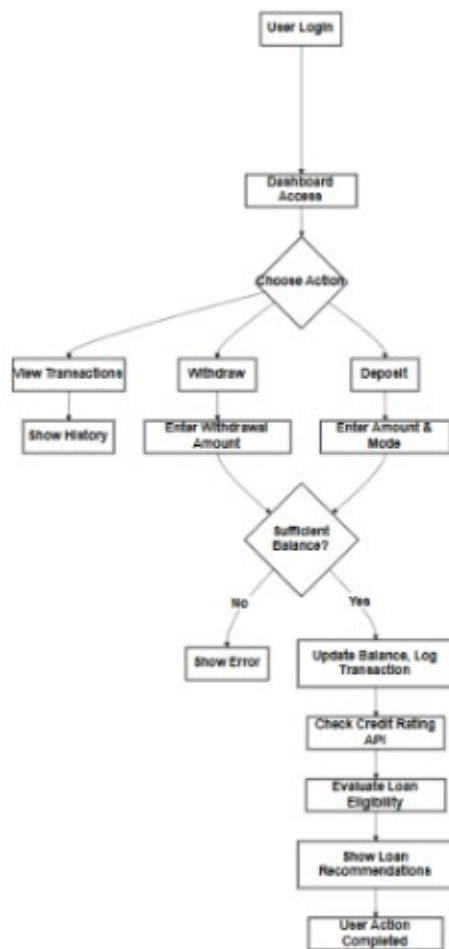 User Login
Dashboard
Access
Choose Action
View Transactions
Withdraw
Deposit
Show History
Enter Withdrawal
Amount
Enter Amount &
Mode
Sufficient
Balance?
No
Yes
Show Error
Update Balance, Log
Transaction
Check Credit Rating
API
Evaluate Loan
Eligibility
Show Loan
Recommendations
User Action
Completed